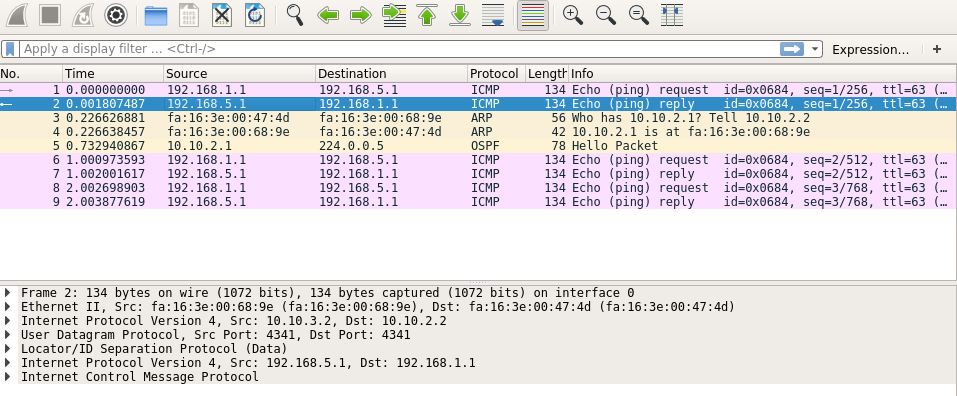 Apply a display filter ... <Ctrl-/> Expression... +
No. Time Source Destination Protocol Length Info
1 0.000000000 192.168.1.1 192.168.5.1 ICMP 134 Echo (ping) request id=0x0684, seq=1/256, ttl=63 (…
2 0.001807487 192.168.5.1 192.168.1.1 ICMP 134 Echo (ping) reply id=0x0684, seq=1/256, ttl=63 (…
3 0.226626881 fa:16:3e:00:47:4d fa:16:3e:00:68:9e ARP 56 Who has 10.10.2.1? Tell 10.10.2.2
4 0.226638457 fa:16:3e:00:68:9e fa:16:3e:00:47:4d ARP 42 10.10.2.1 is at fa:16:3e:00:68:9e
5 0.732940867 10.10.2.1 224.0.0.5 OSPF 78 Hello Packet
6 1.000973593 192.168.1.1 192.168.5.1 ICMP 134 Echo (ping) request id=0x0684, seq=2/512, ttl=63 (…
7 1.002001617 192.168.5.1 192.168.1.1 ICMP 134 Echo (ping) reply id=0x0684, seq=2/512, ttl=63 (…
8 2.002698903 192.168.1.1 192.168.5.1 ICMP 134 Echo (ping) request id=0x0684, seq=3/768, ttl=63 (…
9 2.003877619 192.168.5.1 192.168.1.1 ICMP 134 Echo (ping) reply id=0x0684, seq=3/768, ttl=63 (…
Frame 2: 134 bytes on wire (1072 bits), 134 bytes captured (1072 bits) on interface 0
Ethernet II, Src: fa:16:3e:00:68:9e (fa:16:3e:00:68:9e), Dst: fa:16:3e:00:47:4d (fa:16:3e:00:47:4d)
Internet Protocol Version 4, Src: 10.10.3.2, Dst: 10.10.2.2
User Datagram Protocol, Src Port: 4341, Dst Port: 4341
Locator/ID Separation Protocol (Data)
Internet Protocol Version 4, Src: 192.168.5.1, Dst: 192.168.1.1
Internet Control Message Protocol